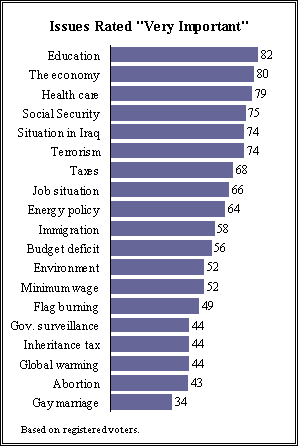 Issues Rated "Very Important"
Education 82
The economy 80
Health care 79
Social Security 75
Situation in Iraq 74
Terrorism 74
Taxes 68
Job situation 66
Energy policy 64
Immigration 58
Budget deficit 56
Environment 52
Minimum wage 52
Flag burning 49
Gov. surveillance 44
Inheritance tax 44
Global warming 44
Abortion 43
Gay marriage 34
Based on registered voters.